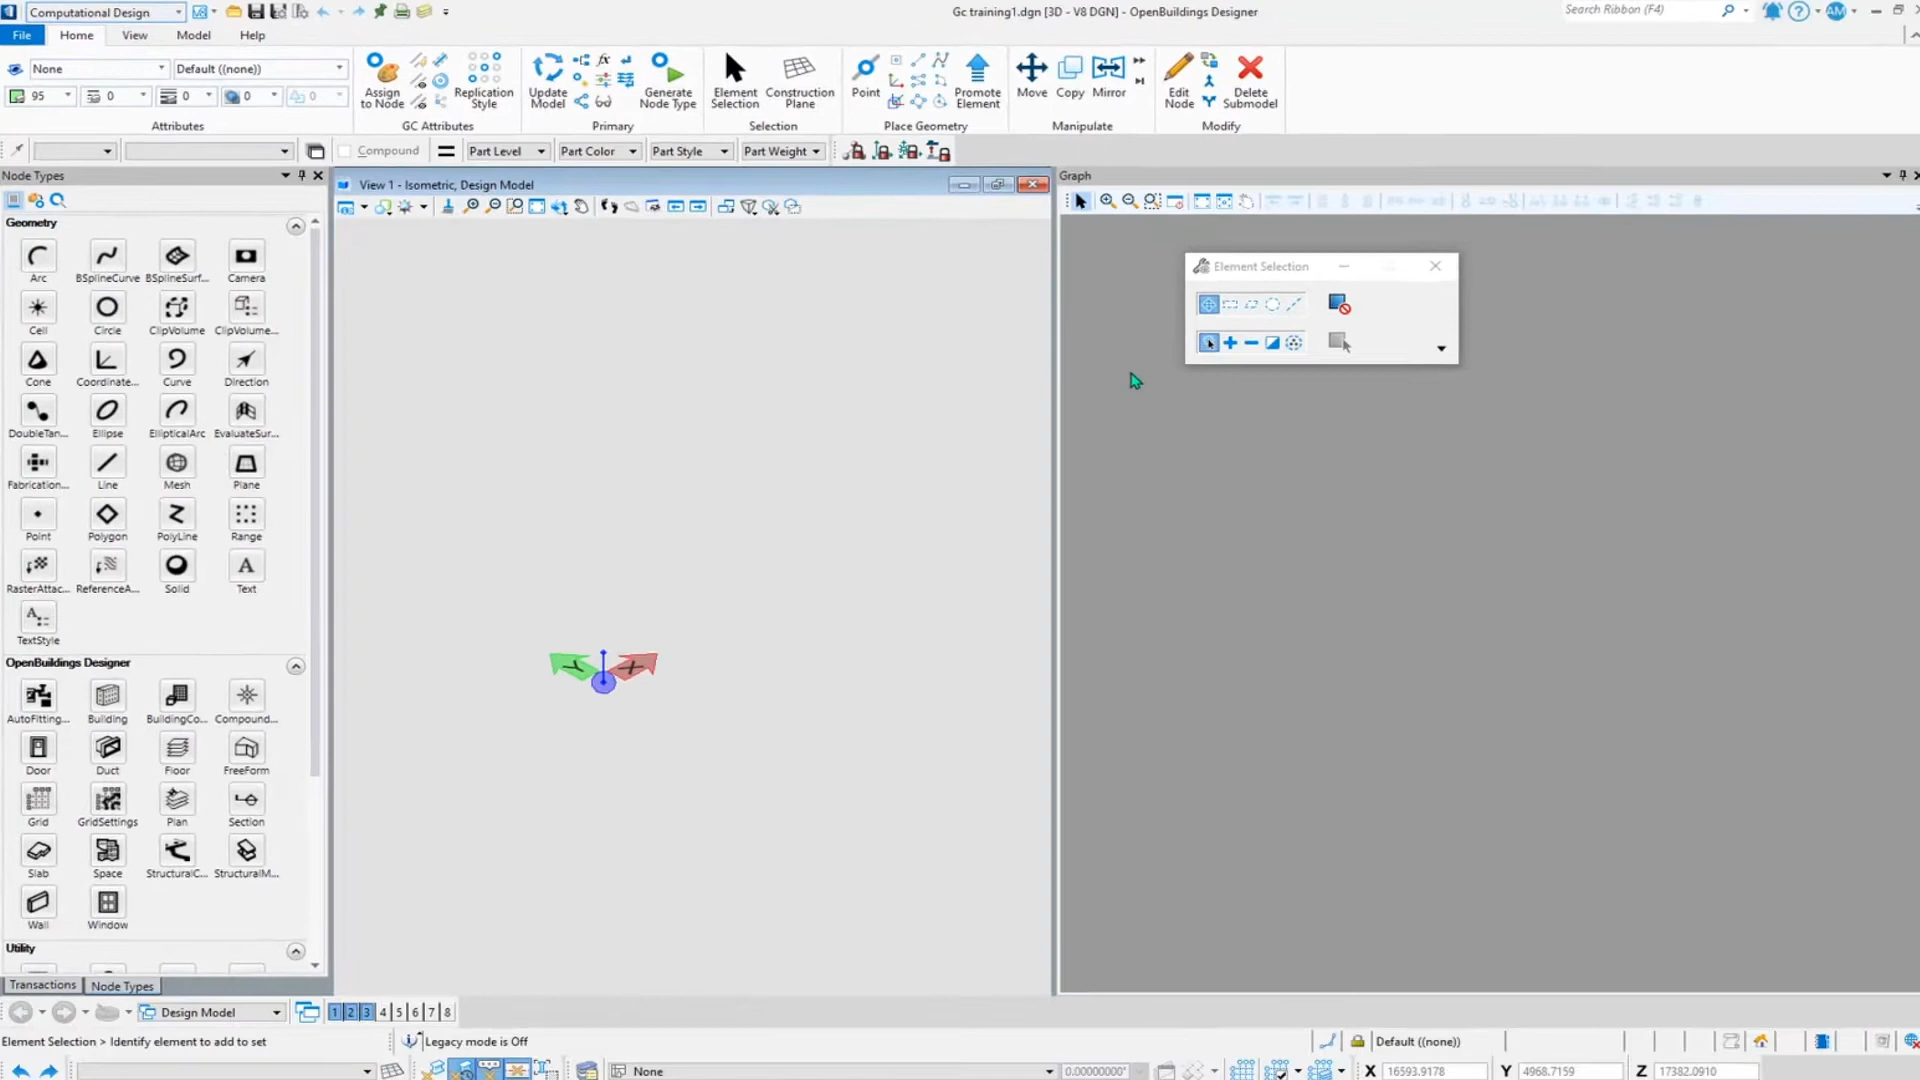 Computational Design
Gc training1.dgn [3D - V8 DGN] - OpenBuildings Designer
Search Ribbon (F4)
AM
File Home View Model Help
None Default ((none))
95 0 0 0 0
Attributes
Assign to Node
Replication Style
GC Attributes
Update Model
fx
Generate Node Type
Primary
Element Selection
Construction Plane
Selection
Point
Promote Element
Place Geometry
Move Copy Mirror
Manipulate
Edit Node
Delete Submodel
Modify
Compound Part Level Part Color Part Style Part Weight
Node Types
View 1 - Isometric, Design Model
Graph
Geometry
Arc BSplineCurve BSplineSurf... Camera
Cell Circle ClipVolume ClipVolume...
Cone Coordinate... Curve Direction
DoubleTan... Ellipse EllipticalArc EvaluateSur...
Fabrication... Line Mesh Plane
Point Polygon PolyLine Range
RasterAttac... ReferenceA... Solid Text
TextStyle
Element Selection
Y X
OpenBuildings Designer
AutoFitting... Building BuildingCo... Compound...
Door Duct Floor FreeForm
Grid GridSettings Plan Section
Slab Space StructuralC... StructuralM...
Wall Window
Utility
Transactions Node Types
Design Model 1 2 3 4 5 6 7 8
Element Selection > Identify element to add to set
Legacy mode is Off
Default ((none))
None
0.00000000°
X 16593.9178 Y 4968.7159 Z 17382.0910